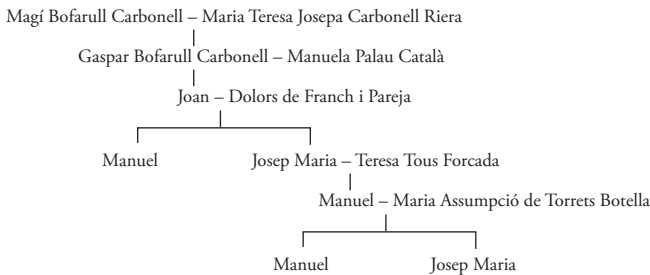 Magí Bofarull Carbonell – Maria Teresa Josepa Carbonell Riera
Gaspar Bofarull Carbonell – Manuela Palau Català
Joan – Dolors de Franch i Pareja
Manuel Josep Maria – Teresa Tous Forcada
Manuel – Maria Assumpció de Torrets Botella
Manuel Josep Maria